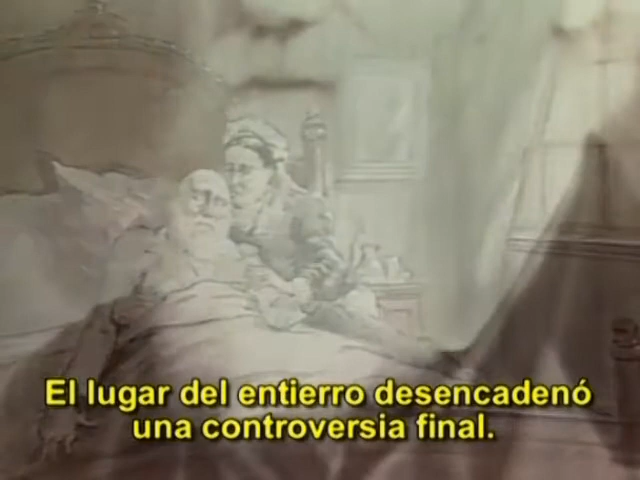 El lugar del entierro desencadenó
una controversia final.